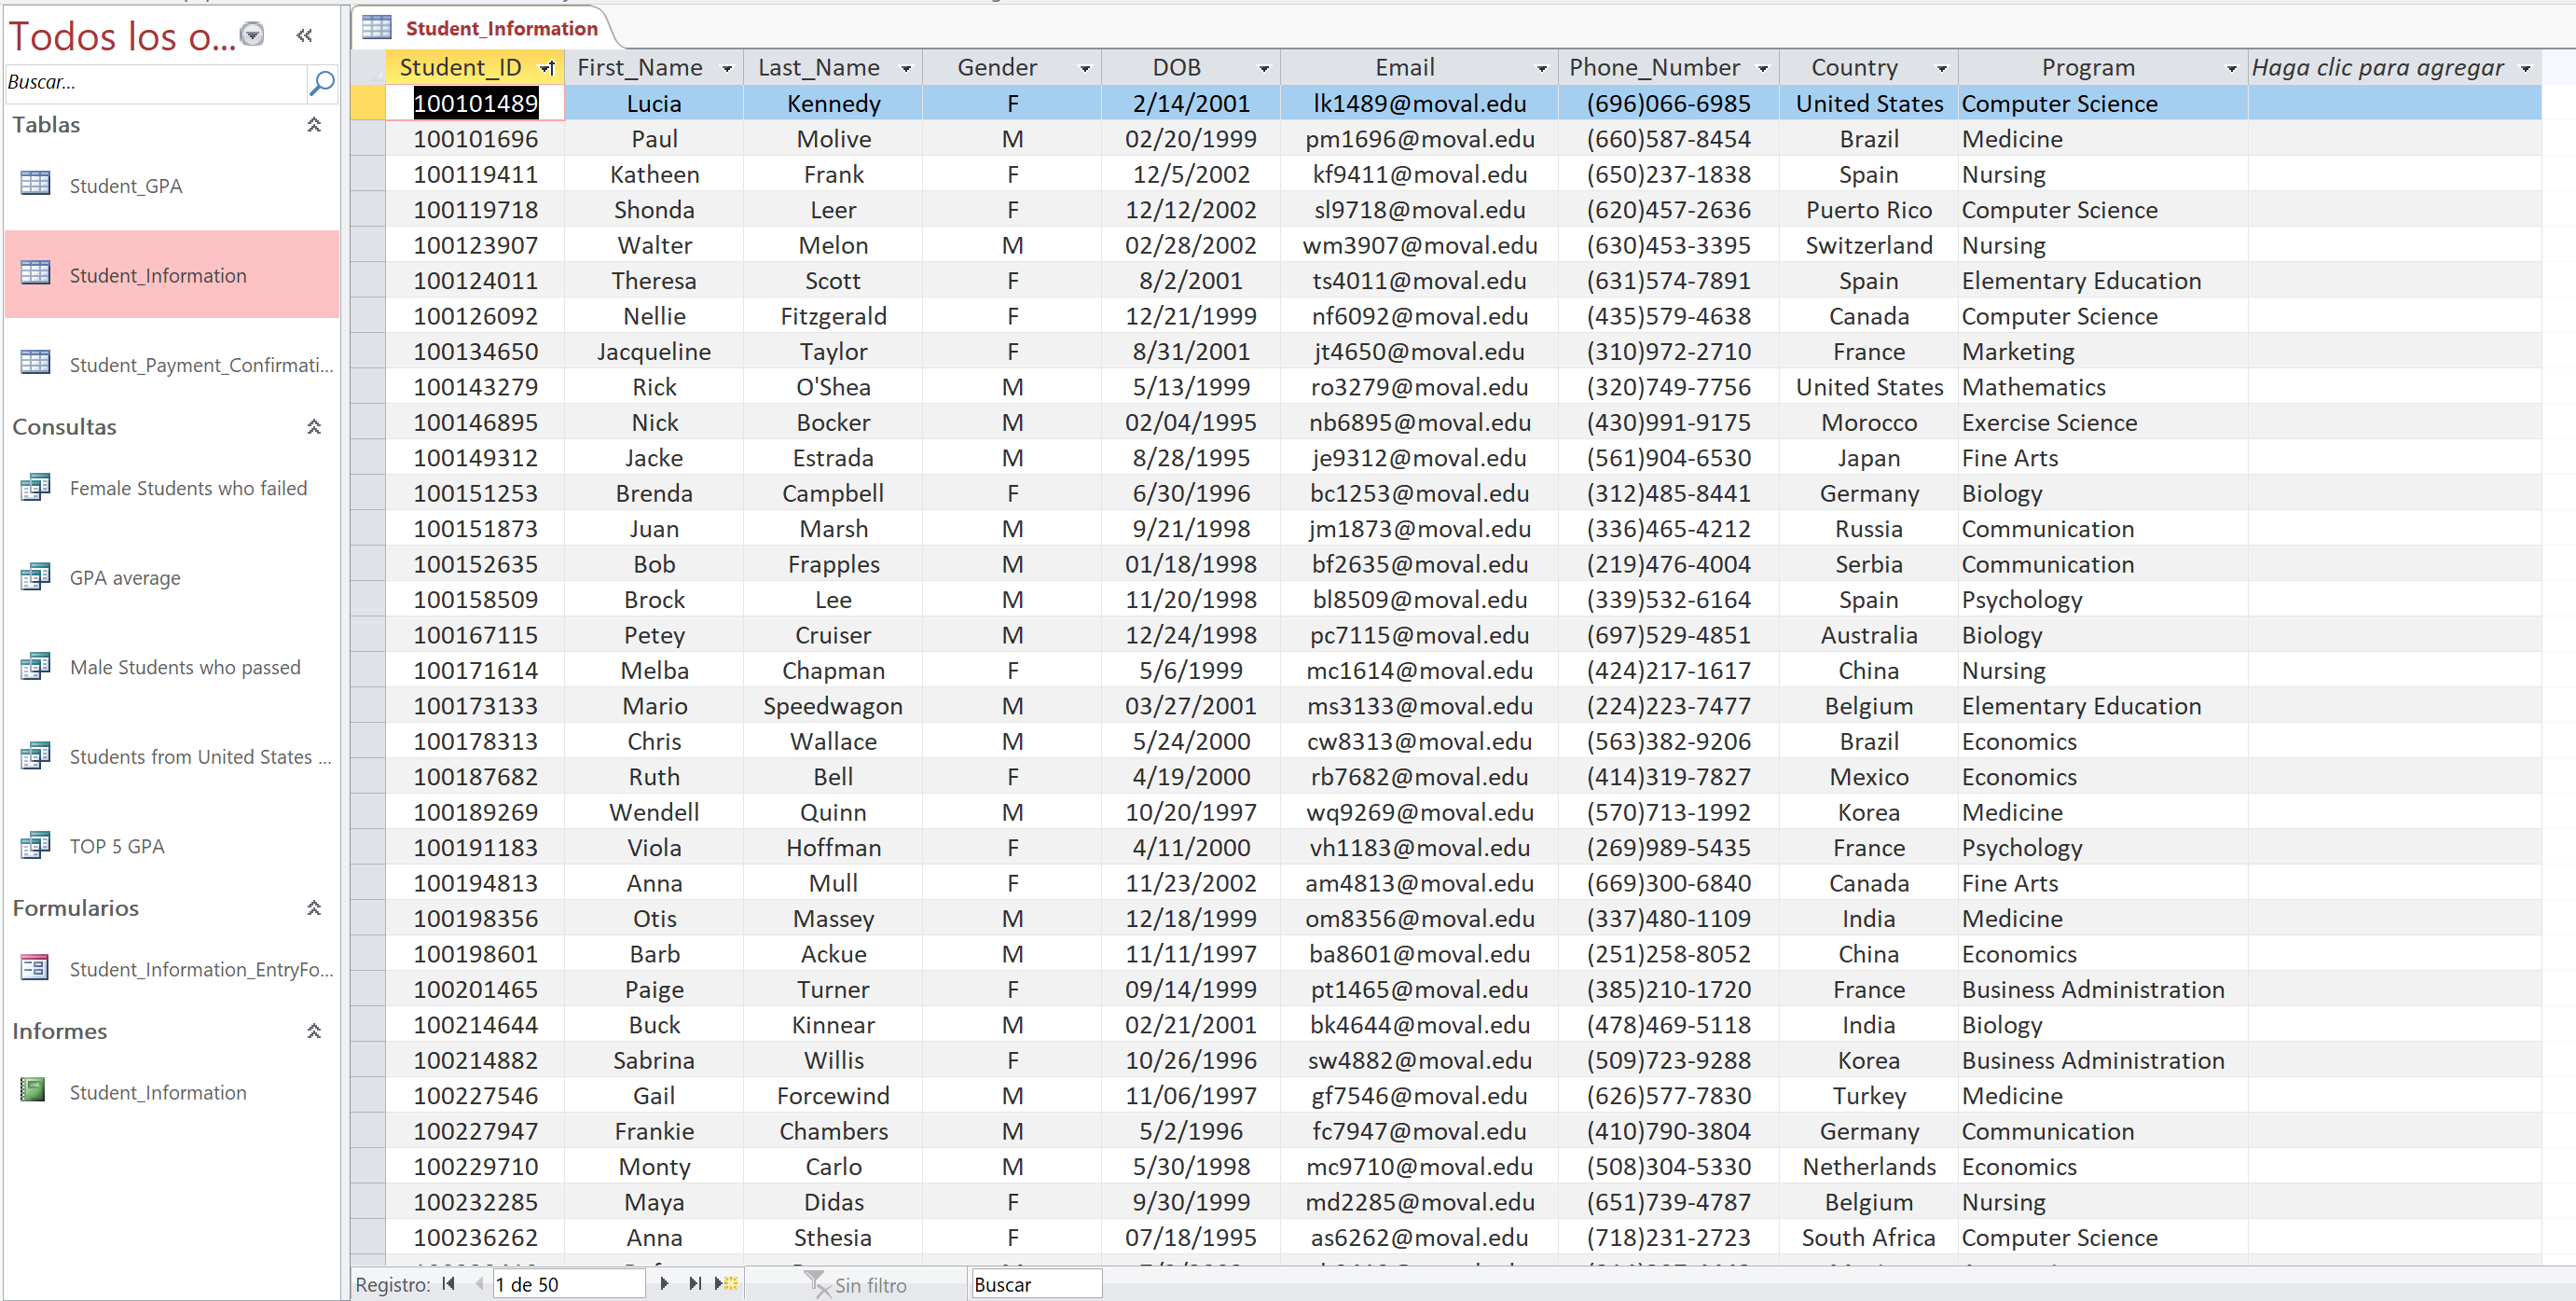 Todos los o...
Buscar...
Tablas
Student_GPA
Student_Information
Student_Payment_Confirmati...
Consultas
Female Students who failed
GPA average
Male Students who passed
Students from United States ...
TOP 5 GPA
Formularios
Student_Information_EntryFo...
Informes
Student_Information
Student_Information
Student_ID First_Name Last_Name Gender DOB Email Phone_Number Country Program Haga clic para agregar
100101489 Lucia Kennedy F 2/14/2001 lk1489@moval.edu (696)066-6985 United States Computer Science
100101696 Paul Molive M 02/20/1999 pm1696@moval.edu (660)587-8454 Brazil Medicine
100119411 Katheen Frank F 12/5/2002 kf9411@moval.edu (650)237-1838 Spain Nursing
100119718 Shonda Leer F 12/12/2002 sl9718@moval.edu (620)457-2636 Puerto Rico Computer Science
100123907 Walter Melon M 02/28/2002 wm3907@moval.edu (630)453-3395 Switzerland Nursing
100124011 Theresa Scott F 8/2/2001 ts4011@moval.edu (631)574-7891 Spain Elementary Education
100126092 Nellie Fitzgerald F 12/21/1999 nf6092@moval.edu (435)579-4638 Canada Computer Science
100134650 Jacqueline Taylor F 8/31/2001 jt4650@moval.edu (310)972-2710 France Marketing
100143279 Rick O'Shea M 5/13/1999 ro3279@moval.edu (320)749-7756 United States Mathematics
100146895 Nick Bocker M 02/04/1995 nb6895@moval.edu (430)991-9175 Morocco Exercise Science
100149312 Jacke Estrada M 8/28/1995 je9312@moval.edu (561)904-6530 Japan Fine Arts
100151253 Brenda Campbell F 6/30/1996 bc1253@moval.edu (312)485-8441 Germany Biology
100151873 Juan Marsh M 9/21/1998 jm1873@moval.edu (336)465-4212 Russia Communication
100152635 Bob Frapples M 01/18/1998 bf2635@moval.edu (219)476-4004 Serbia Communication
100158509 Brock Lee M 11/20/1998 bl8509@moval.edu (339)532-6164 Spain Psychology
100167115 Petey Cruiser M 12/24/1998 pc7115@moval.edu (697)529-4851 Australia Biology
100171614 Melba Chapman F 5/6/1999 mc1614@moval.edu (424)217-1617 China Nursing
100173133 Mario Speedwagon M 03/27/2001 ms3133@moval.edu (224)223-7477 Belgium Elementary Education
100178313 Chris Wallace M 5/24/2000 cw8313@moval.edu (563)382-9206 Brazil Economics
100187682 Ruth Bell F 4/19/2000 rb7682@moval.edu (414)319-7827 Mexico Economics
100189269 Wendell Quinn M 10/20/1997 wq9269@moval.edu (570)713-1992 Korea Medicine
100191183 Viola Hoffman F 4/11/2000 vh1183@moval.edu (269)989-5435 France Psychology
100194813 Anna Mull F 11/23/2002 am4813@moval.edu (669)300-6840 Canada Fine Arts
100198356 Otis Massey M 12/18/1999 om8356@moval.edu (337)480-1109 India Medicine
100198601 Barb Ackue M 11/11/1997 ba8601@moval.edu (251)258-8052 China Economics
100201465 Paige Turner F 09/14/1999 pt1465@moval.edu (385)210-1720 France Business Administration
100214644 Buck Kinnear M 02/21/2001 bk4644@moval.edu (478)469-5118 India Biology
100214882 Sabrina Willis F 10/26/1996 sw4882@moval.edu (509)723-9288 Korea Business Administration
100227546 Gail Forcewind M 11/06/1997 gf7546@moval.edu (626)577-7830 Turkey Medicine
100227947 Frankie Chambers M 5/2/1996 fc7947@moval.edu (410)790-3804 Germany Communication
100229710 Monty Carlo M 5/30/1998 mc9710@moval.edu (508)304-5330 Netherlands Economics
100232285 Maya Didas F 9/30/1999 md2285@moval.edu (651)739-4787 Belgium Nursing
100236262 Anna Sthesia F 07/18/1995 as6262@moval.edu (718)231-2723 South Africa Computer Science
Registro: 1 de 50 Sin filtro Buscar